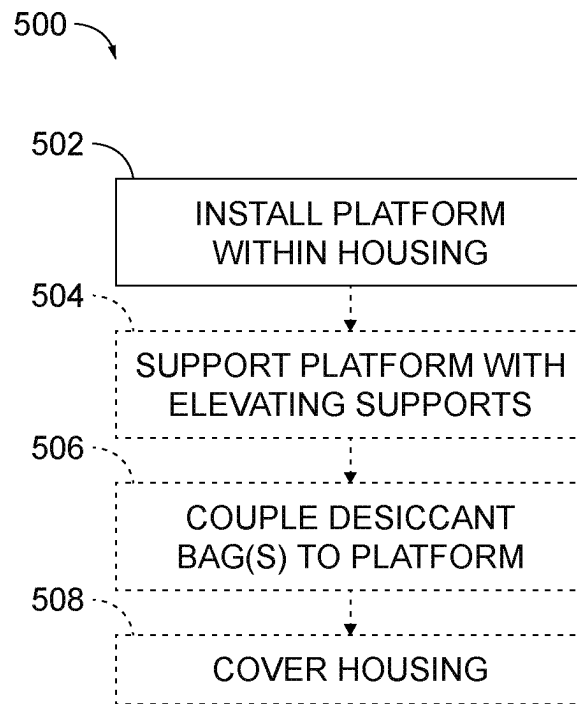 500
502
INSTALL PLATFORM
WITHIN HOUSING
504
SUPPORT PLATFORM WITH
ELEVATING SUPPORTS
506
COUPLE DESICCANT
BAG(S) TO PLATFORM
508
COVER HOUSING